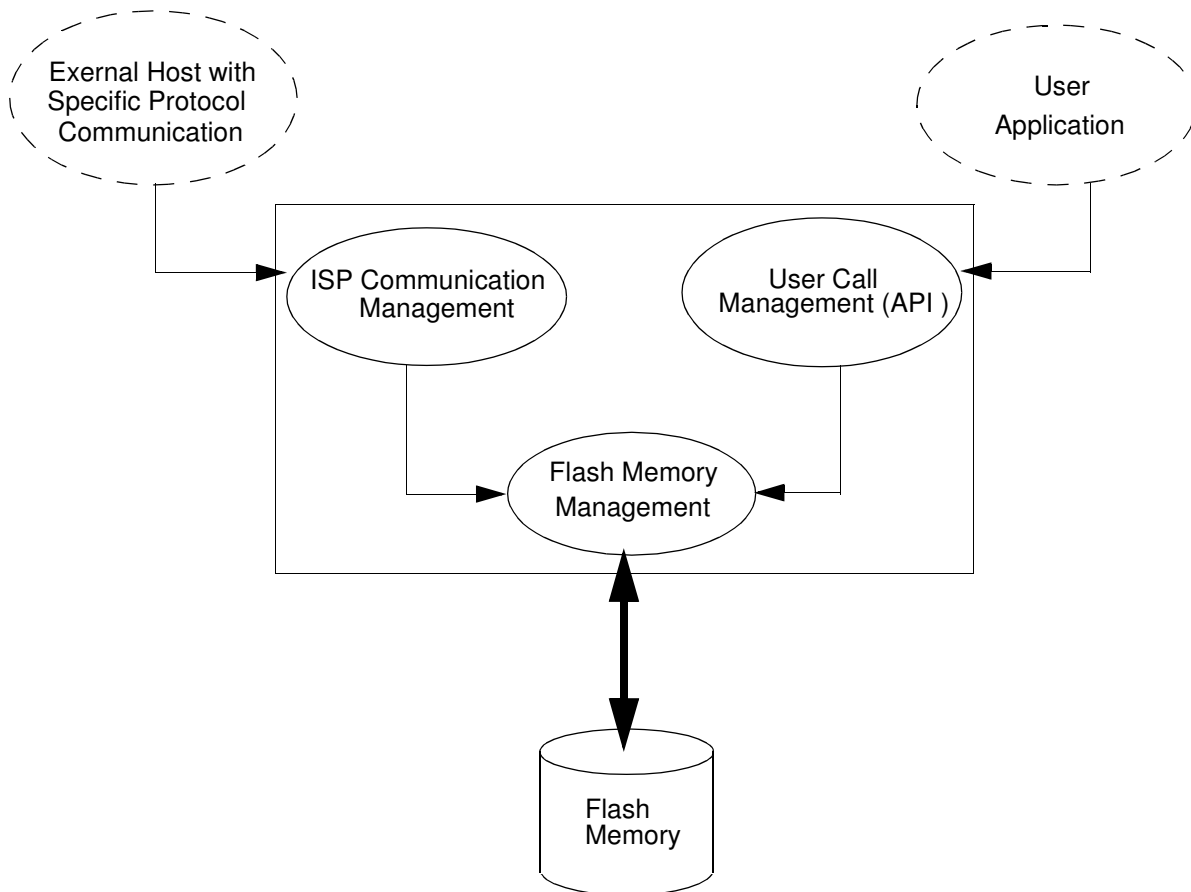 Exernal Host with
Specific Protocol
Communication
User
Application
ISP Communication
Management
User Call
Management (API )
Flash Memory
Management
Flash
Memory